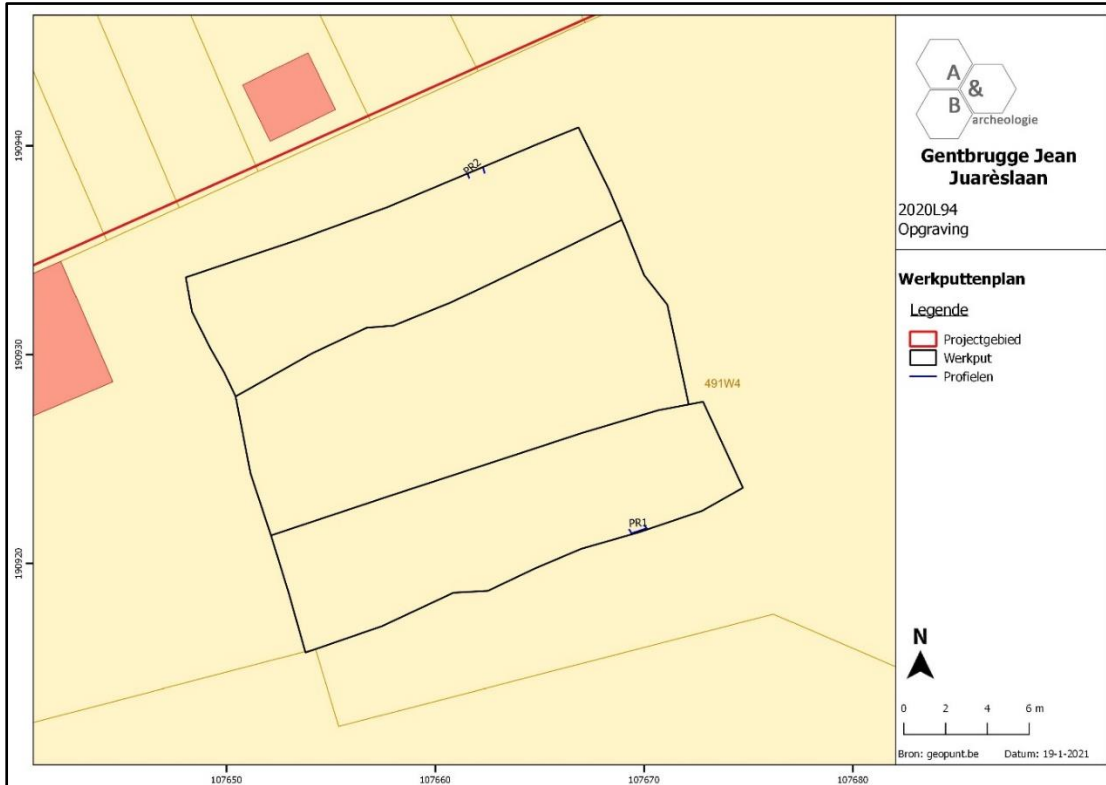 A
&
B
archeologie
Gentbrugge Jean
Juarèslaan
2020L94
Opgraving
Werkputtenplan
Legende
Projectgebied
Werkput
Profielen
N
0 2 4 6 m
Bron: geopunt.be Datum: 19-1-2021
190940
190930
190920
107650 107660 107670 107680
PR2
491W4
PR1